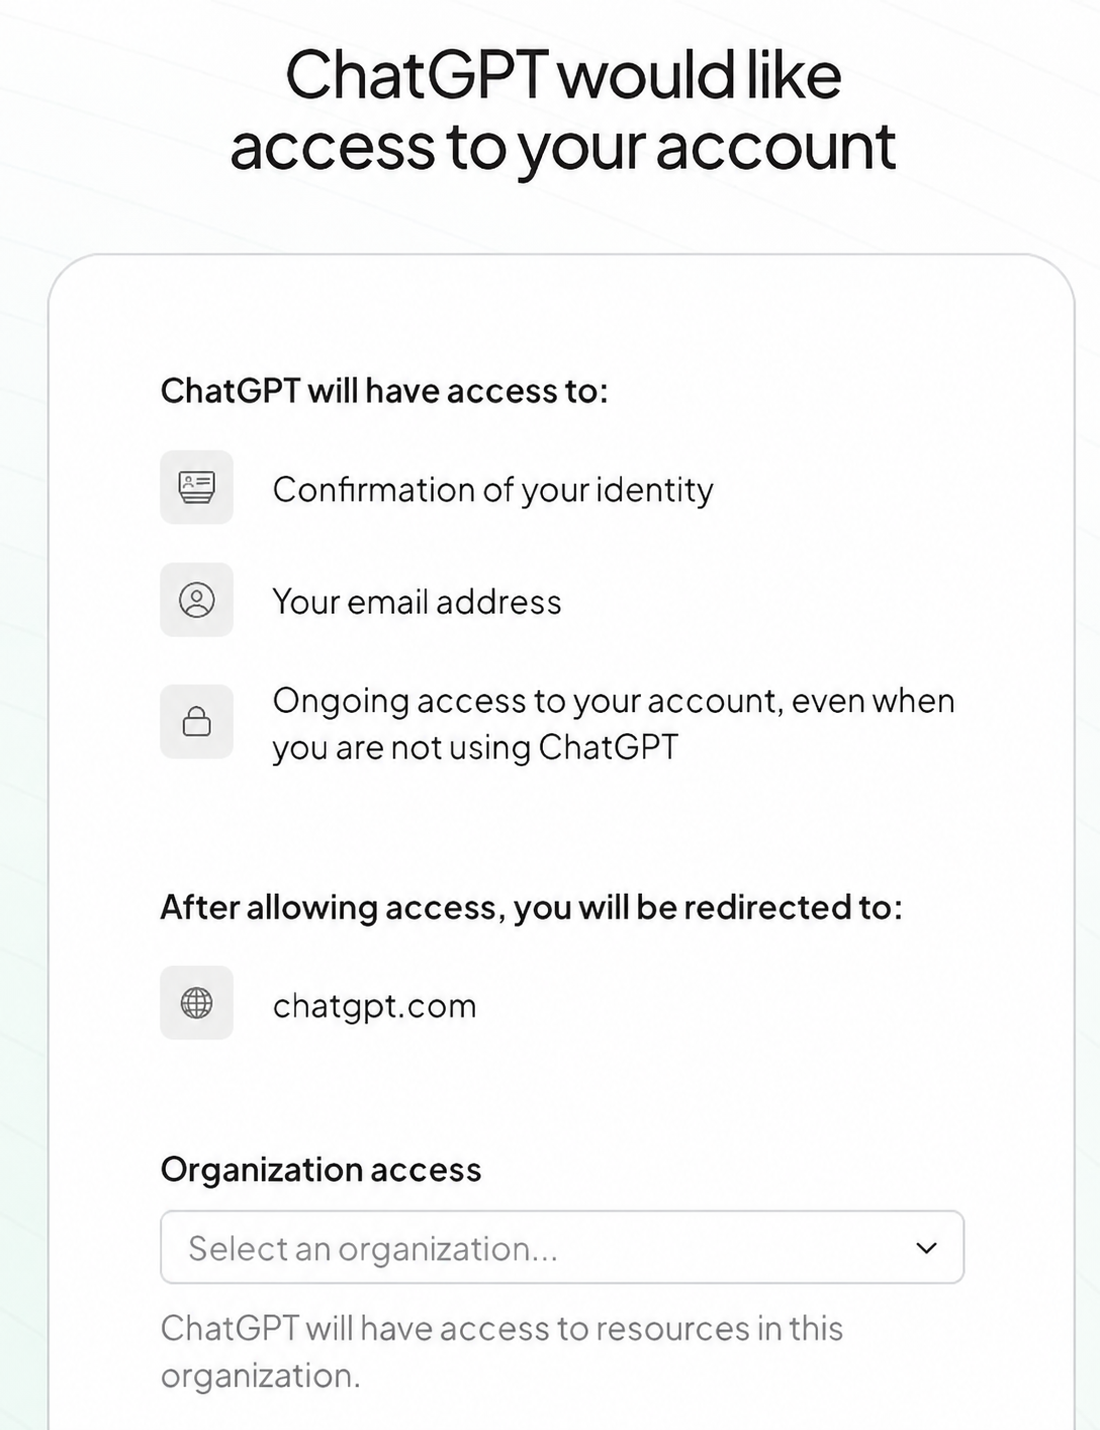 ChatGPT would like
access to your account
ChatGPT will have access to:
Confirmation of your identity
Your email address
Ongoing access to your account, even when
you are not using ChatGPT
After allowing access, you will be redirected to:
chatgpt.com
Organization access
Select an organization...
ChatGPT will have access to resources in this
organization.